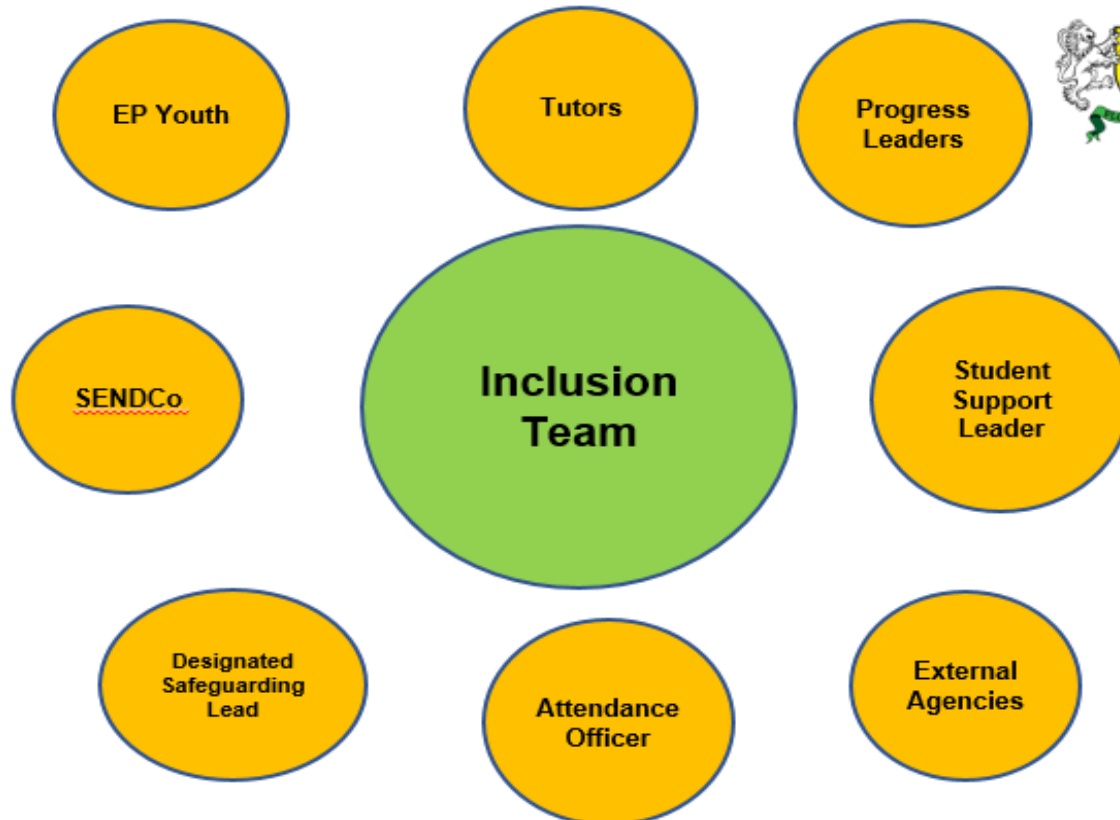 EP Youth
Tutors
Progress
Leaders
SENDCo
Inclusion
Team
Student
Support
Leader
Designated
Safeguarding
Lead
Attendance
Officer
External
Agencies